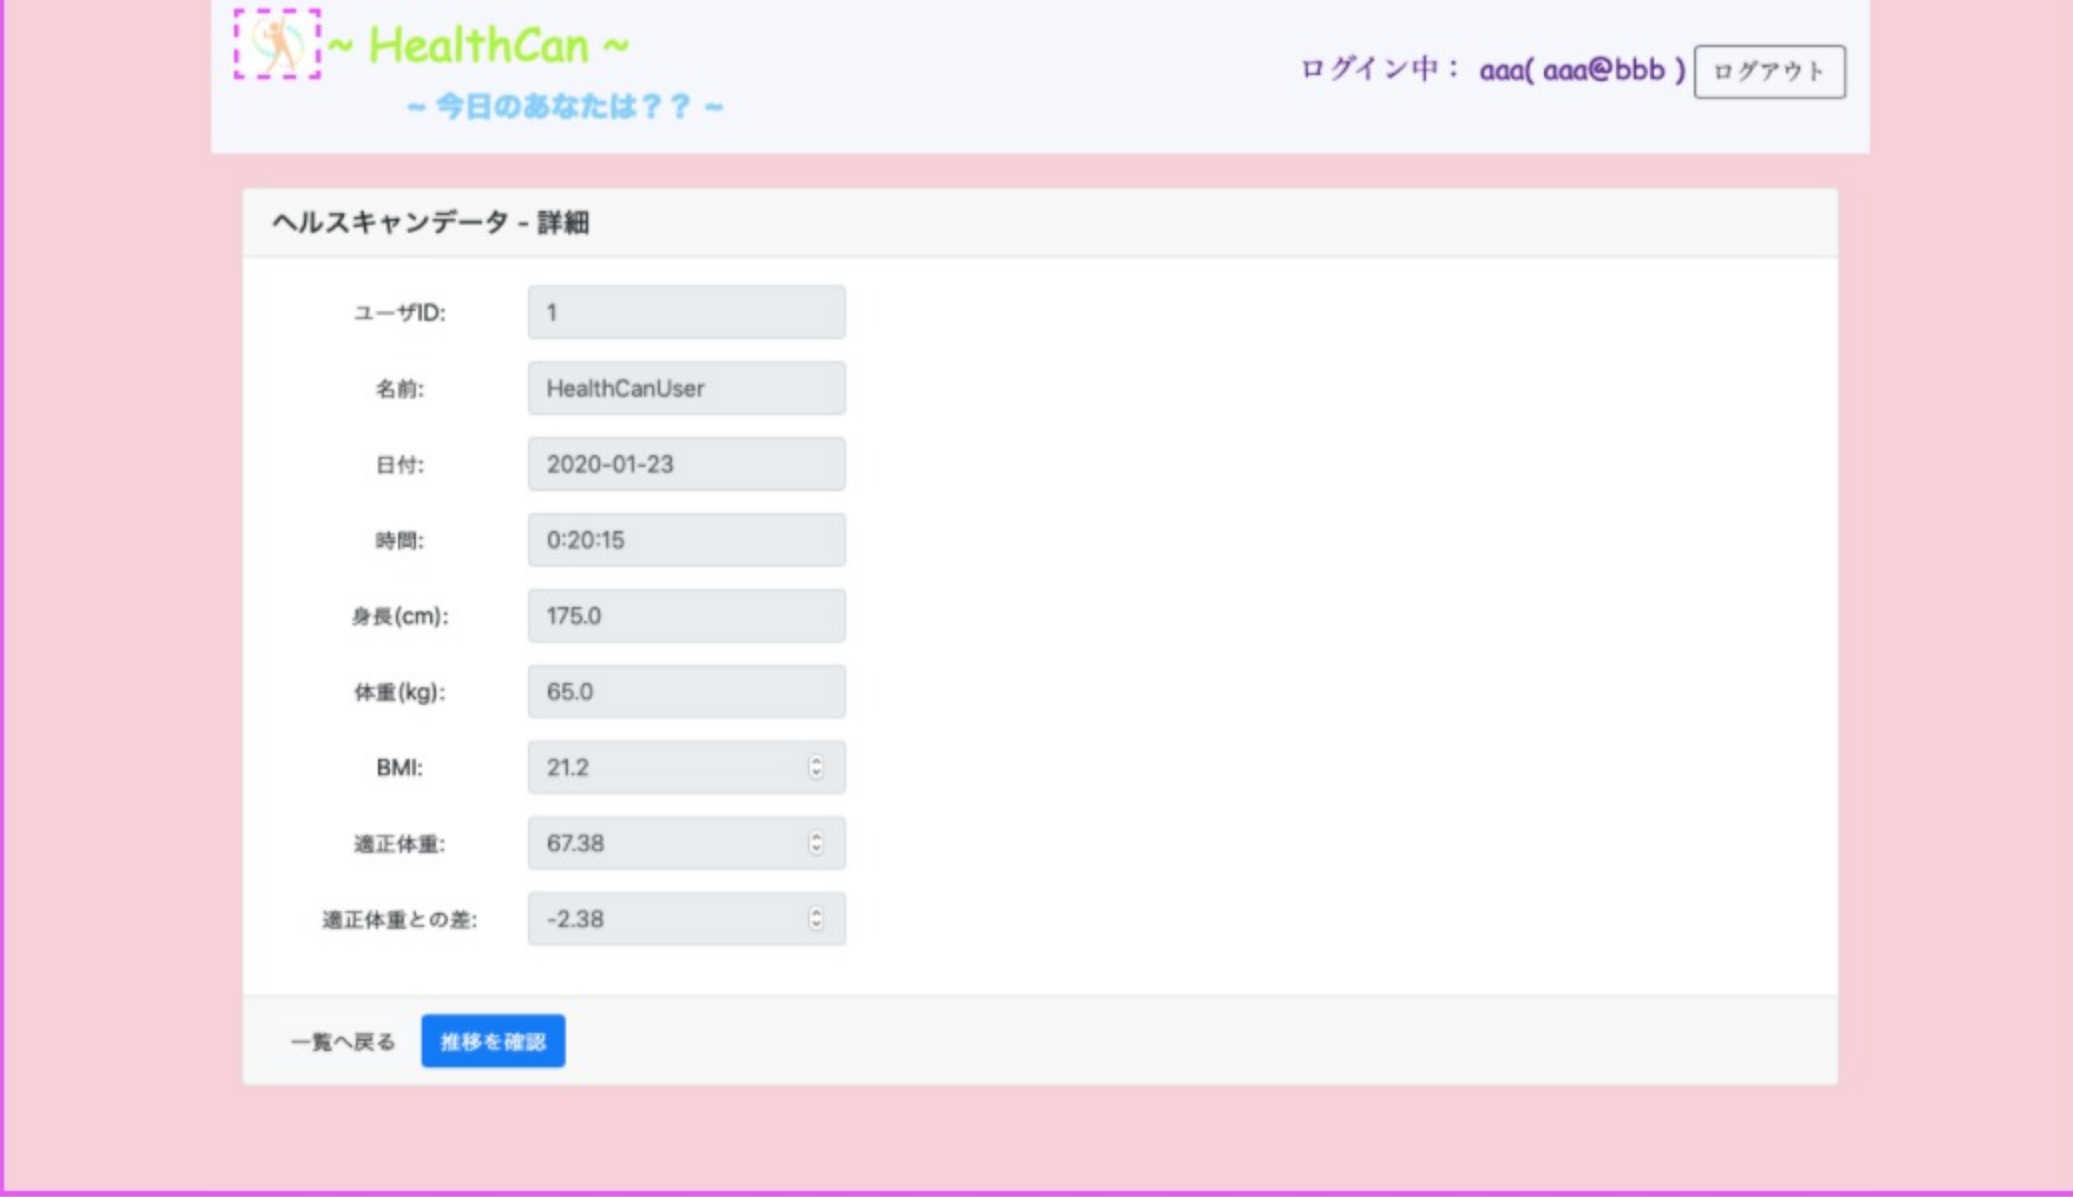 ~ HealthCan ~
~ 今日のあなたは？？ ~
ログイン中： aaa( aaa@bbb ) ログアウト
ヘルスキャンデータ - 詳細
ユーザID: 1
名前: HealthCanUser
日付: 2020-01-23
時間: 0:20:15
身長(cm): 175.0
体重(kg): 65.0
BMI: 21.2
適正体重: 67.38
適正体重との差: -2.38
一覧へ戻る 推移を確認